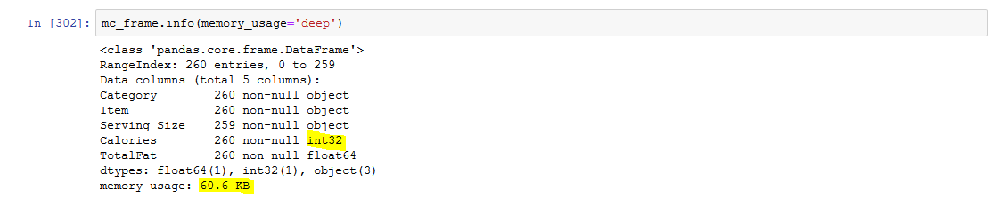 In [302]: mc_frame.info(memory_usage='deep')
<class 'pandas.core.frame.DataFrame'>
RangeIndex: 260 entries, 0 to 259
Data columns (total 5 columns):
Category        260 non-null object
Item            260 non-null object
Serving Size    259 non-null object
Calories        260 non-null int32
TotalFat        260 non-null float64
dtypes: float64(1), int32(1), object(3)
memory usage: 60.6 KB